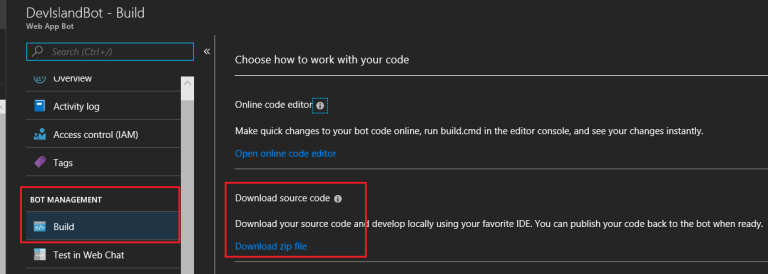 DevIslandBot - Build
Web App Bot
Search (Ctrl+/)
«
Overview
Activity log
Access control (IAM)
Tags
BOT MANAGEMENT
Build
Test in Web Chat
Choose how to work with your code
Online code editor
Make quick changes to your bot code online, run build.cmd in the editor console, and see your changes instantly.
Open online code editor
Download source code
Download your source code and develop locally using your favorite IDE. You can publish your code back to the bot when ready.
Download zip file